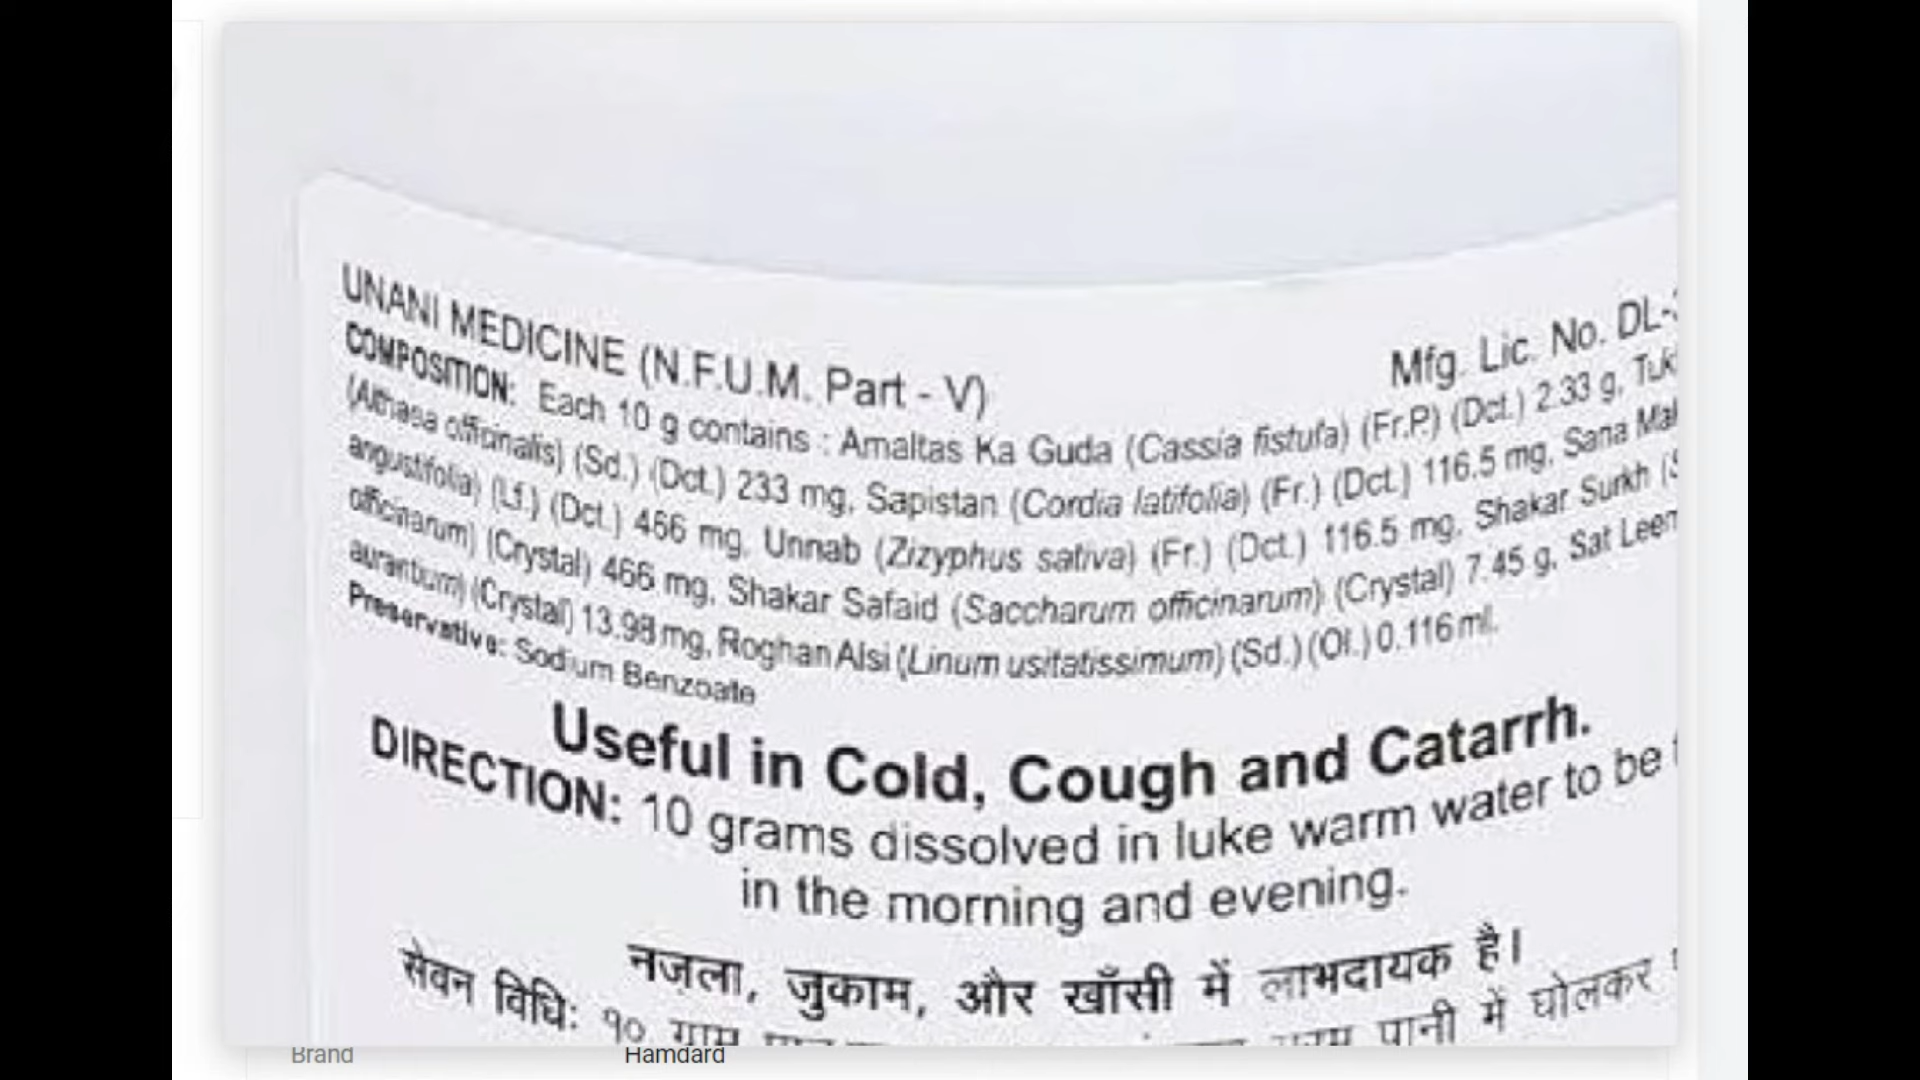 UNANI MEDICINE (N.F.U.M. Part - V)
Mfg. Lic. No. DL-
COMPOSITION: Each 10 g contains : Amaltas Ka Guda (Cassia fistula) (Fr.P.) (Dct.) 2.33 g,
(Althaea officinalis) (Sd.) (Dct.) 233 mg, Sapistan (Cordia latifolia) (Fr.) (Dct.) 116.5 mg, Sana
angustifolia) (Lf.) (Dct.) 466 mg, Unnab (Zizyphus sativa) (Fr.) (Dct.) 116.5 mg, Shakar Surkh
officinarum) (Crystal) 466 mg, Shakar Safaid (Saccharum officinarum) (Crystal) 7.45 g, Sat
aurantium) (Crystal) 13.98 mg, Roghan Alsi (Linum usitatissimum) (Sd.) (Ol.) 0.116 ml.
Preservative: Sodium Benzoate
Useful in Cold, Cough and Catarrh.
DIRECTION: 10 grams dissolved in luke warm water to be
in the morning and evening.
नज़ला, जुकाम, और खाँसी में लाभदायक है।
सेवन विधि: १० ग्राम पानी में घोलकर
Brand Hamdard